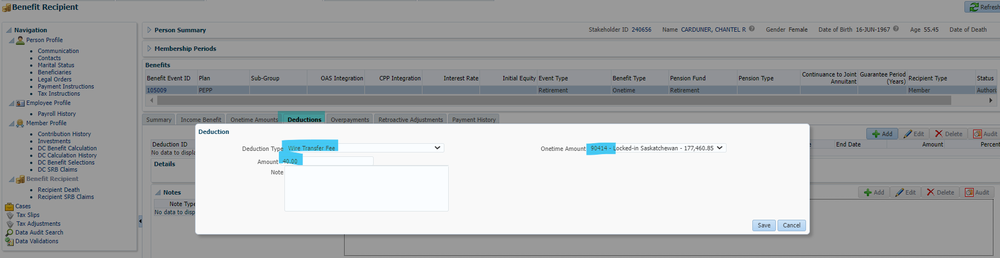 Benefit Recipient
Refresh
Navigation
Person Profile
Communication
Contacts
Marital Status
Beneficiaries
Legal Orders
Payment Instructions
Tax Instructions
Employee Profile
Payroll History
Member Profile
Contribution History
Investments
DC Benefit Calculation
DC Calculation History
DC Benefit Selections
DC SRB Claims
Benefit Recipient
Recipient Death
Recipient SRB Claims
Cases
Tax Slips
Tax Adjustments
Data Audit Search
Data Validations
Person Summary
Stakeholder ID 240656 Name CARDUNER, CHANTEL R Gender Female Date of Birth 16-JUN-1967 Age 55.45 Date of Death
Membership Periods
Benefits
Benefit Event ID Plan Sub-Group OAS Integration CPP Integration Interest Rate Initial Equity Event Type Benefit Type Pension Fund Pension Type Continuance to Joint Annuitant Guarantee Period (Years) Recipient Type Status
105009 PEPP Retirement Onetime Retirement Member Authoriz
Summary Income Benefit Onetime Amounts Deductions Overpayments Retroactive Adjustments Payment History
Add Edit Delete Audit
Deduction ID End Date Amount Percent
No data to displa
Details
Deduction
Deduction Type Wire Transfer Fee Onetime Amount 90414 - Locked-in Saskatchewan - 177,460.85
Amount 40.00
Note
Save Cancel
Notes
Add Edit Delete Audit
Note Type
No data to disp